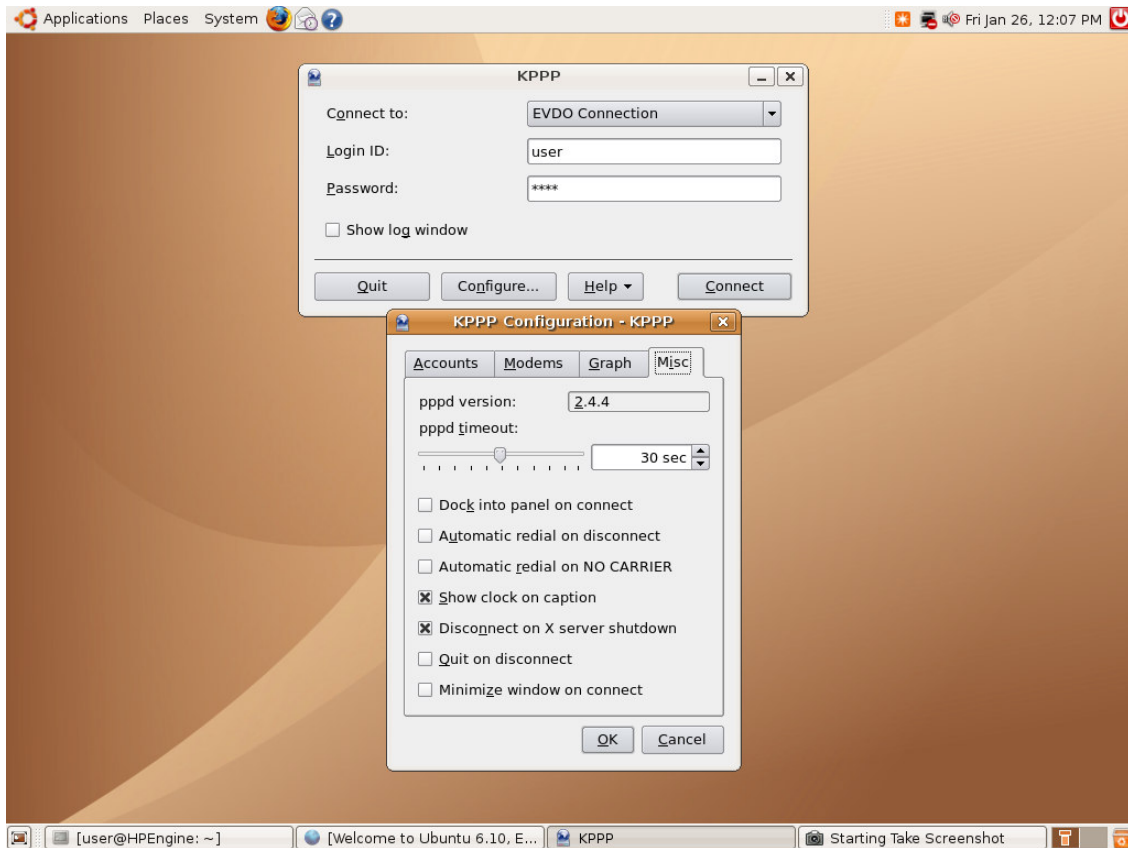 Applications Places System Fri Jan 26, 12:07 PM
KPPP
Connect to: EVDO Connection
Login ID: user
Password: ****
Show log window
Quit Configure... Help Connect
KPPP Configuration - KPPP
Accounts Modems Graph Misc
pppd version: 2.4.4
pppd timeout:
30 sec
Dock into panel on connect
Automatic redial on disconnect
Automatic redial on NO CARRIER
Show clock on caption
Disconnect on X server shutdown
Quit on disconnect
Minimize window on connect
OK Cancel
[user@HPEngine: ~] [Welcome to Ubuntu 6.10, E... KPPP Starting Take Screenshot